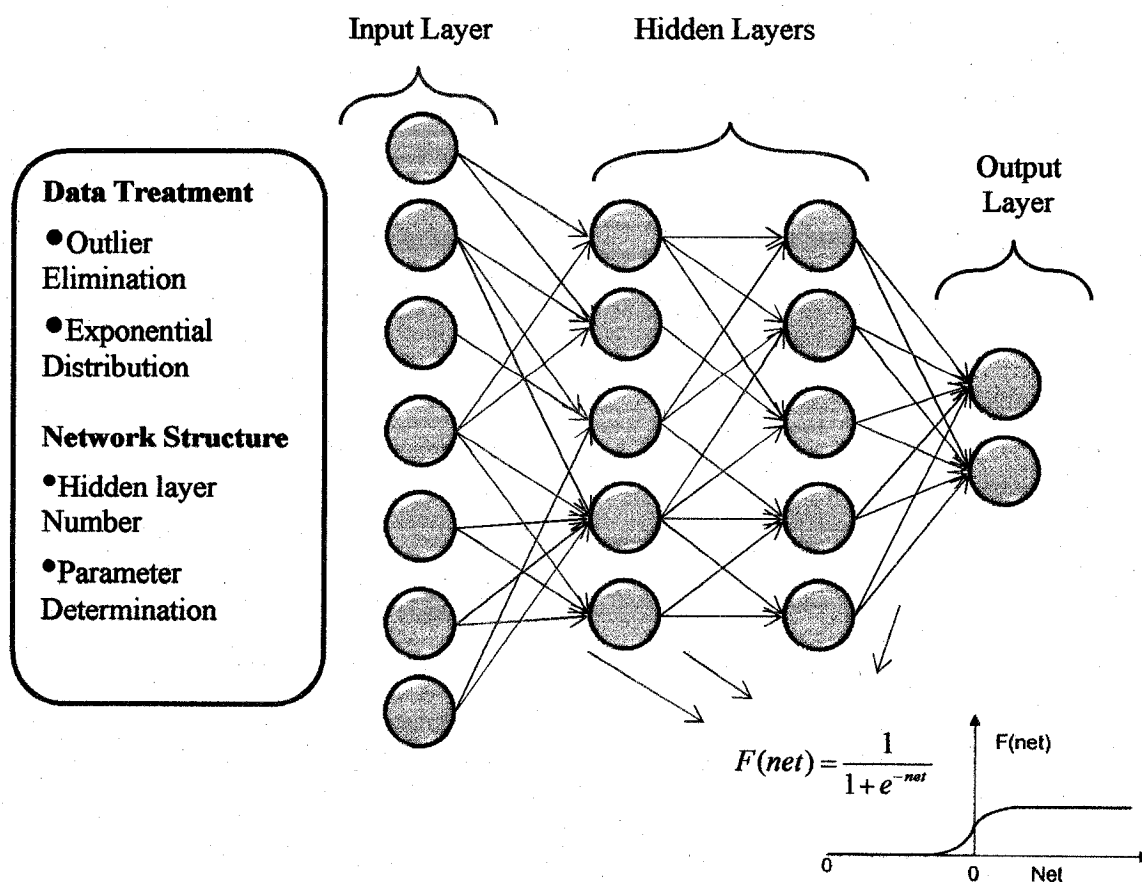 Input Layer
Hidden Layers
Output
Layer
Data Treatment
●Outlier
Elimination
●Exponential
Distribution
Network Structure
●Hidden layer
Number
●Parameter
Determination
F(net) = 1 / (1 + e^{-net})
F(net)
0
0
Net